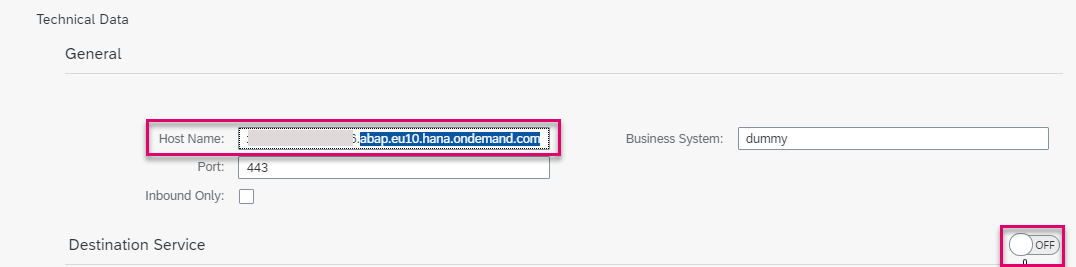 Technical Data
General
Host Name: .abap.eu10.hana.ondemand.com Business System: dummy
Port: 443
Inbound Only:
Destination Service OFF